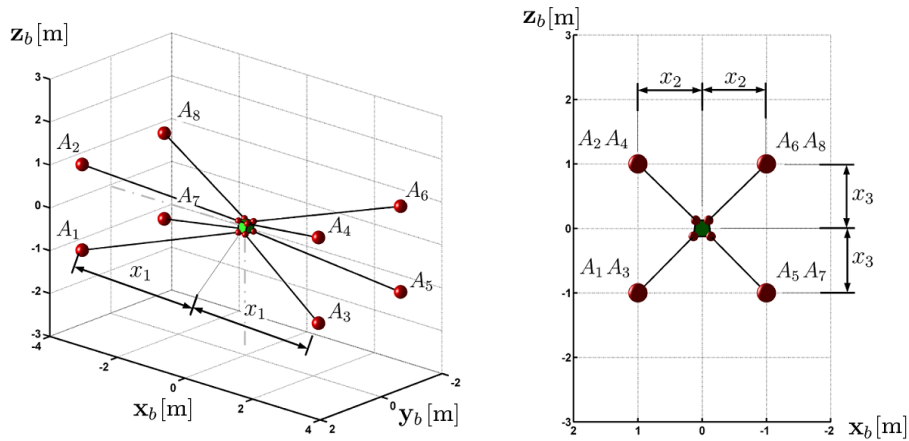 z_b [m]
3
2
1
0
-1
-2
-3
-4
-2
0
2
4
x_b [m]
2
0
-2
y_b [m]
A_8
A_2
A_7
A_6
A_1
A_4
A_5
A_3
x_1
x_1
z_b [m]
3
2
1
0
-1
-2
-3
2
1
0
-1
-2
x_b [m]
x_2
x_2
A_2 A_4
A_6 A_8
x_3
x_3
A_1 A_3
A_5 A_7